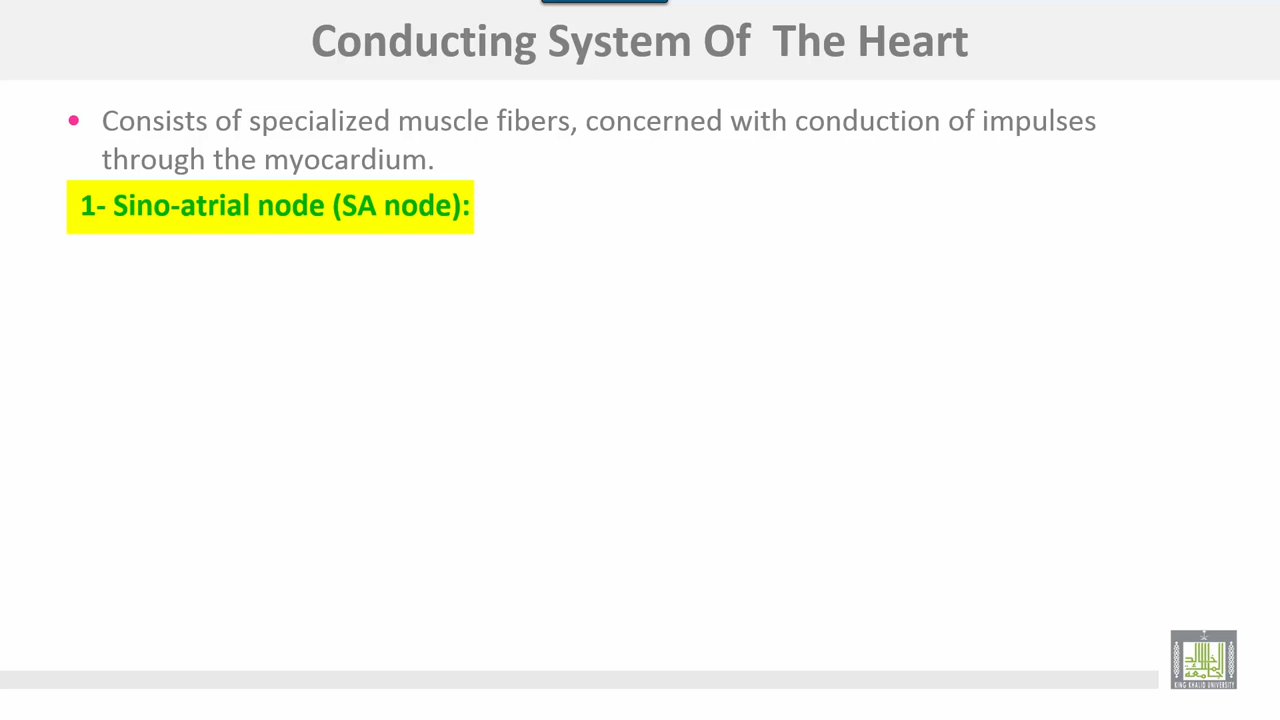 Conducting System Of The Heart
• Consists of specialized muscle fibers, concerned with conduction of impulses
through the myocardium.
1- Sino-atrial node (SA node):
KING KHALID UNIVERSITY